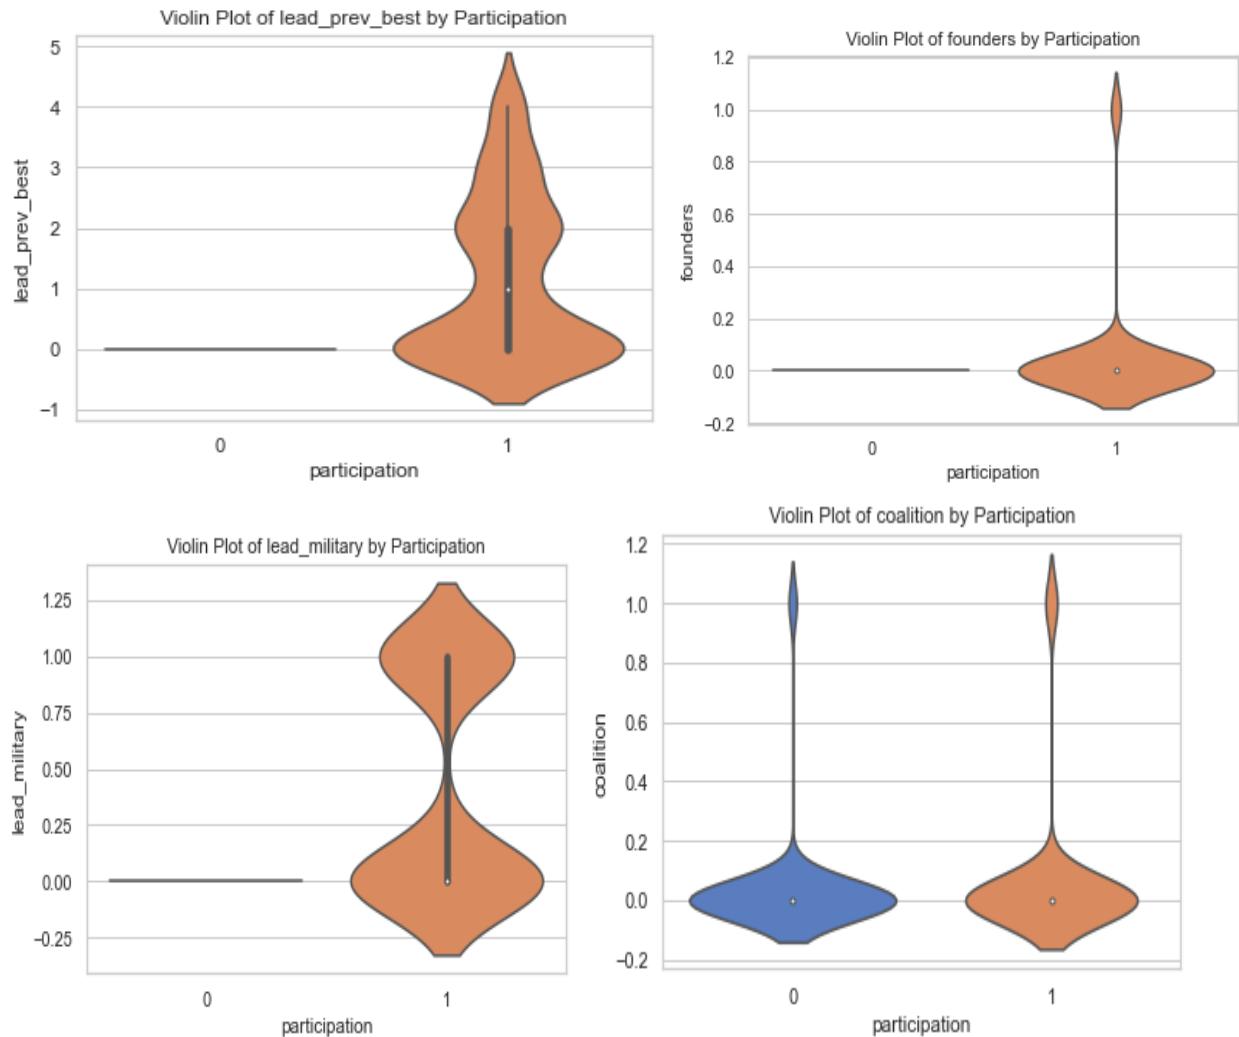 Violin Plot of lead_prev_best by Participation
5
4
3
2
1
0
−1
lead_prev_best
0 1
participation
Violin Plot of founders by Participation
1.2
1.0
0.8
0.6
0.4
0.2
0.0
−0.2
founders
0 1
participation
Violin Plot of lead_military by Participation
1.25
1.00
0.75
0.50
0.25
0.00
−0.25
lead_military
0 1
participation
Violin Plot of coalition by Participation
1.2
1.0
0.8
0.6
0.4
0.2
0.0
−0.2
coalition
0 1
participation